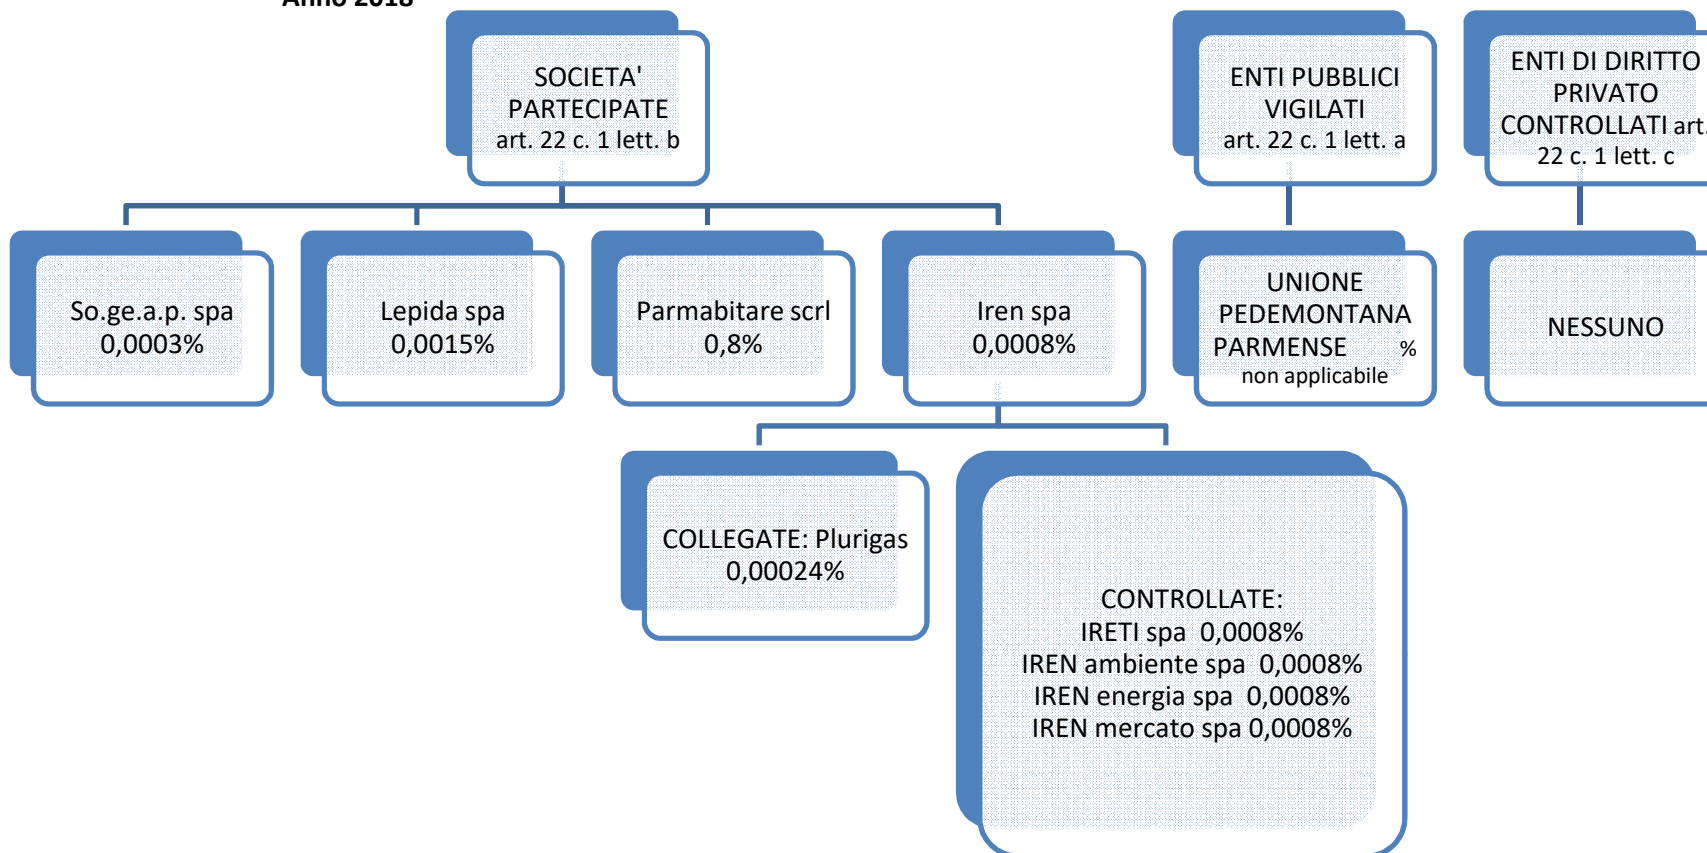 Anno 2018
SOCIETA'
PARTECIPATE
art. 22 c. 1 lett. b
ENTI PUBBLICI
VIGILATI
art. 22 c. 1 lett. a
ENTI DI DIRITTO
PRIVATO
CONTROLLATI art.
22 c. 1 lett. c
So.ge.a.p. spa
0,0003%
Lepida spa
0,0015%
Parmabitare scrl
0,8%
Iren spa
0,0008%
UNIONE
PEDEMONTANA
PARMENSE %
non applicabile
NESSUNO
COLLEGATE: Plurigas
0,00024%
CONTROLLATE:
IRETI spa 0,0008%
IREN ambiente spa 0,0008%
IREN energia spa 0,0008%
IREN mercato spa 0,0008%